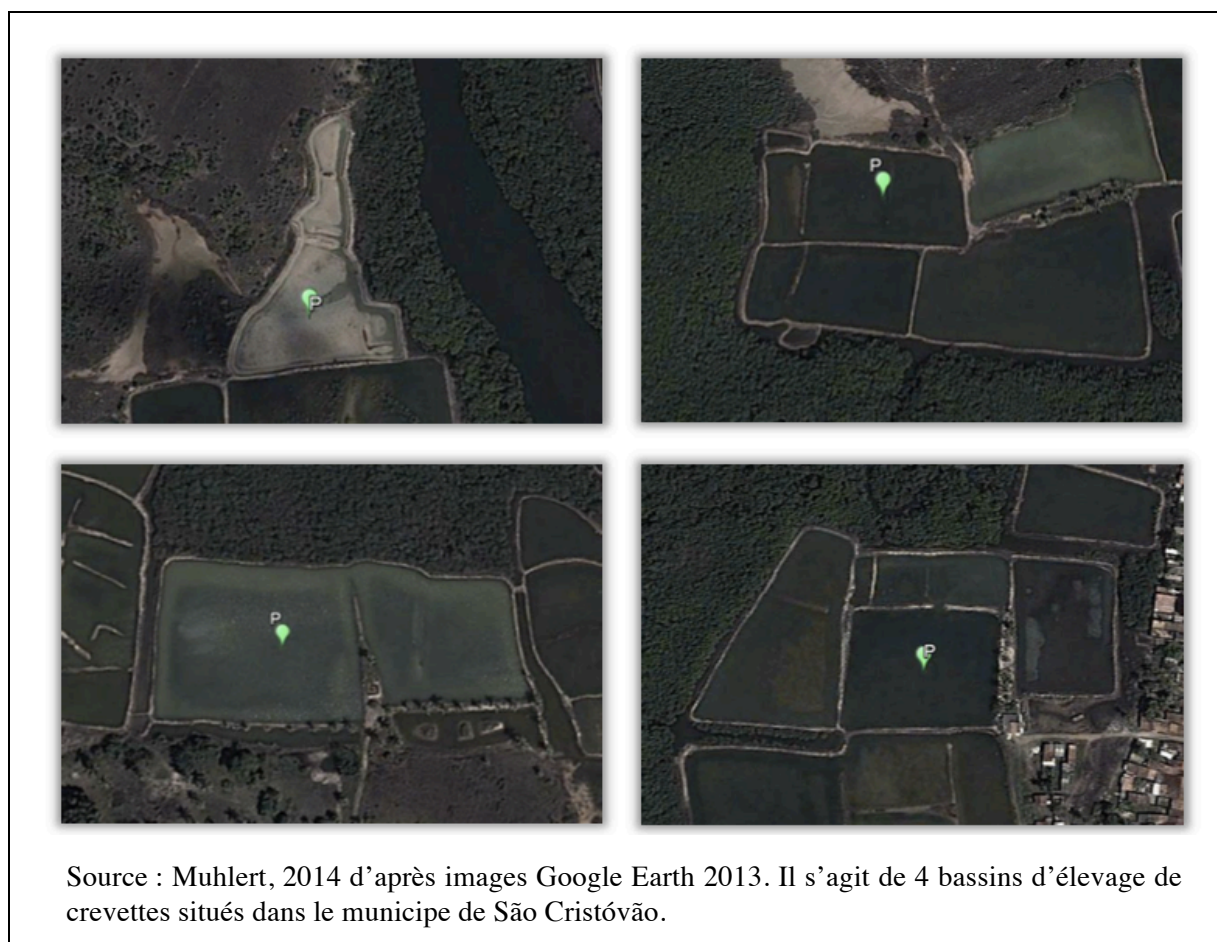 P
P
P
P
Source : Muhlert, 2014 d’après images Google Earth 2013. Il s’agit de 4 bassins d’élevage de
crevettes situés dans le municipe de São Cristóvão.